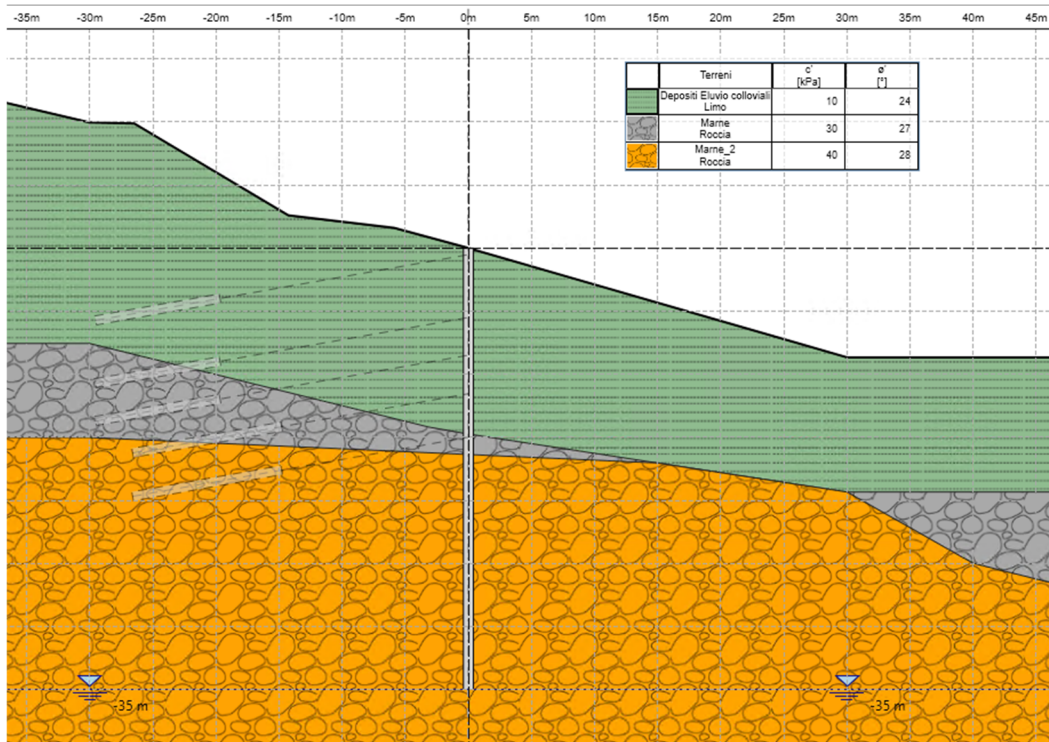 -35m -30m -25m -20m -15m -10m -5m 0m 5m 10m 15m 20m 25m 30m 35m 40m 45m
Terreni c' ø'
[kPa] [°]
Depositi Eluvio colloviali 10 24
Limo
Marne 30 27
Roccia
Marne_2 40 28
Roccia
-35 m -35 m